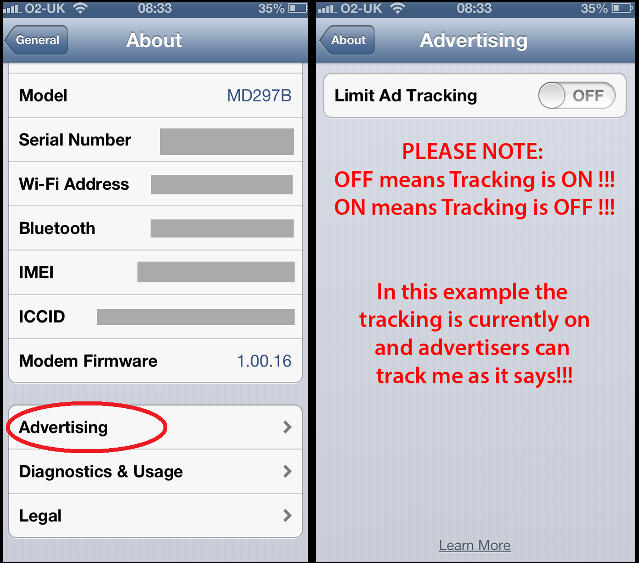 O2-UK 08:33 35%
General About
Model MD297B
Serial Number
Wi-Fi Address
Bluetooth
IMEI
ICCID
Modem Firmware 1.00.16
Advertising
Diagnostics & Usage
Legal
O2-UK 08:33 35%
About Advertising
Limit Ad Tracking OFF
PLEASE NOTE:
OFF means Tracking is ON !!!
ON means Tracking is OFF !!!
In this example the
tracking is currently on
and advertisers can
track me as it says!!!
Learn More